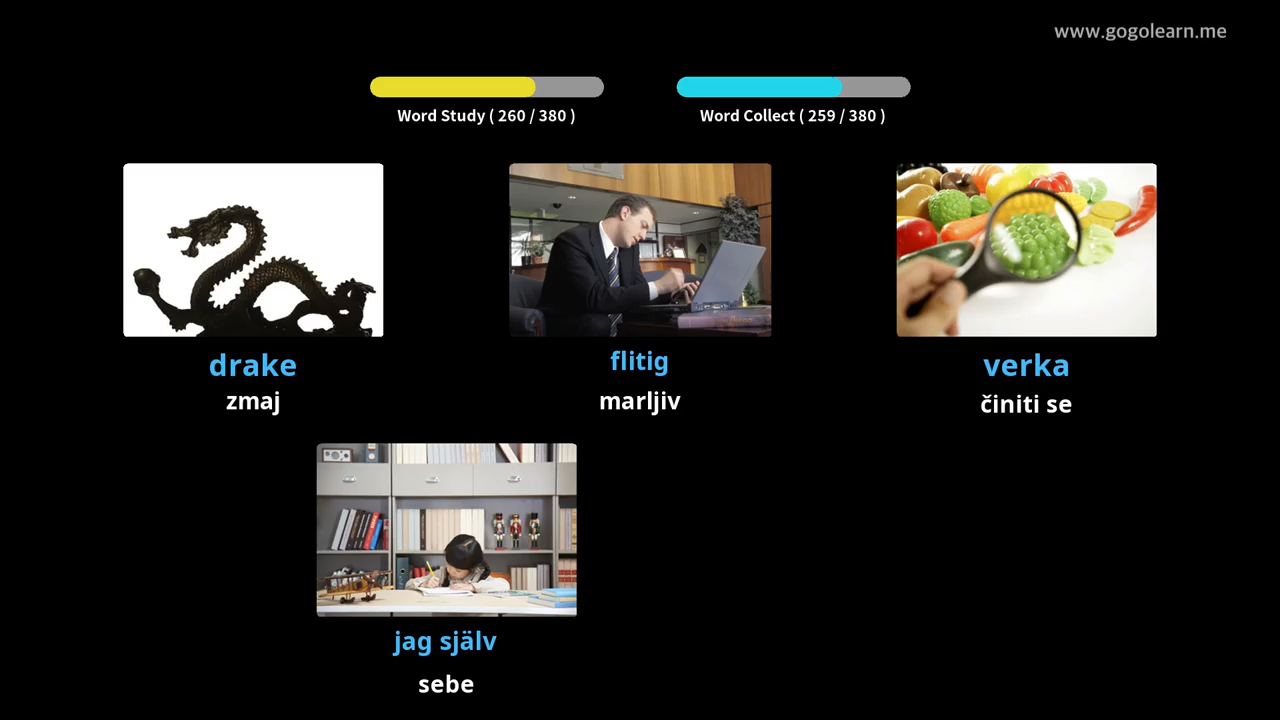 www.gogolearn.me
Word Study ( 260 / 380 )
Word Collect ( 259 / 380 )
drake
zmaj
flitig
marljiv
verka
činiti se
jag själv
sebe